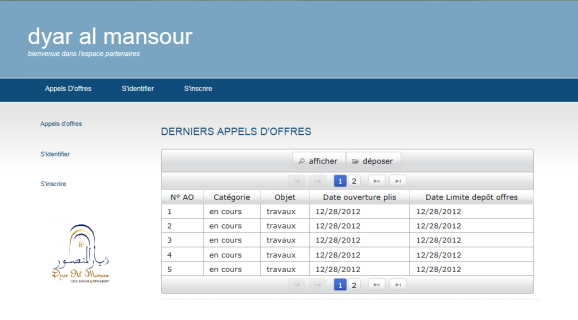 dyar al mansour
bienvenue dans l'espace partenaires
Appels D'offres S'identifier S'inscrire
Appels d'offres
S'identifier
S'inscrire
DERNIERS APPELS D'OFFRES
afficher déposer
1 2
N° AO Catégorie Objet Date ouverture plis Date Limite depôt offres
1 en cours travaux 12/28/2012 12/28/2012
2 en cours travaux 12/28/2012 12/28/2012
3 en cours travaux 12/28/2012 12/28/2012
4 en cours travaux 12/28/2012 12/28/2012
5 en cours travaux 12/28/2012 12/28/2012
1 2
ديار المنصور
Dyar Al Mansour